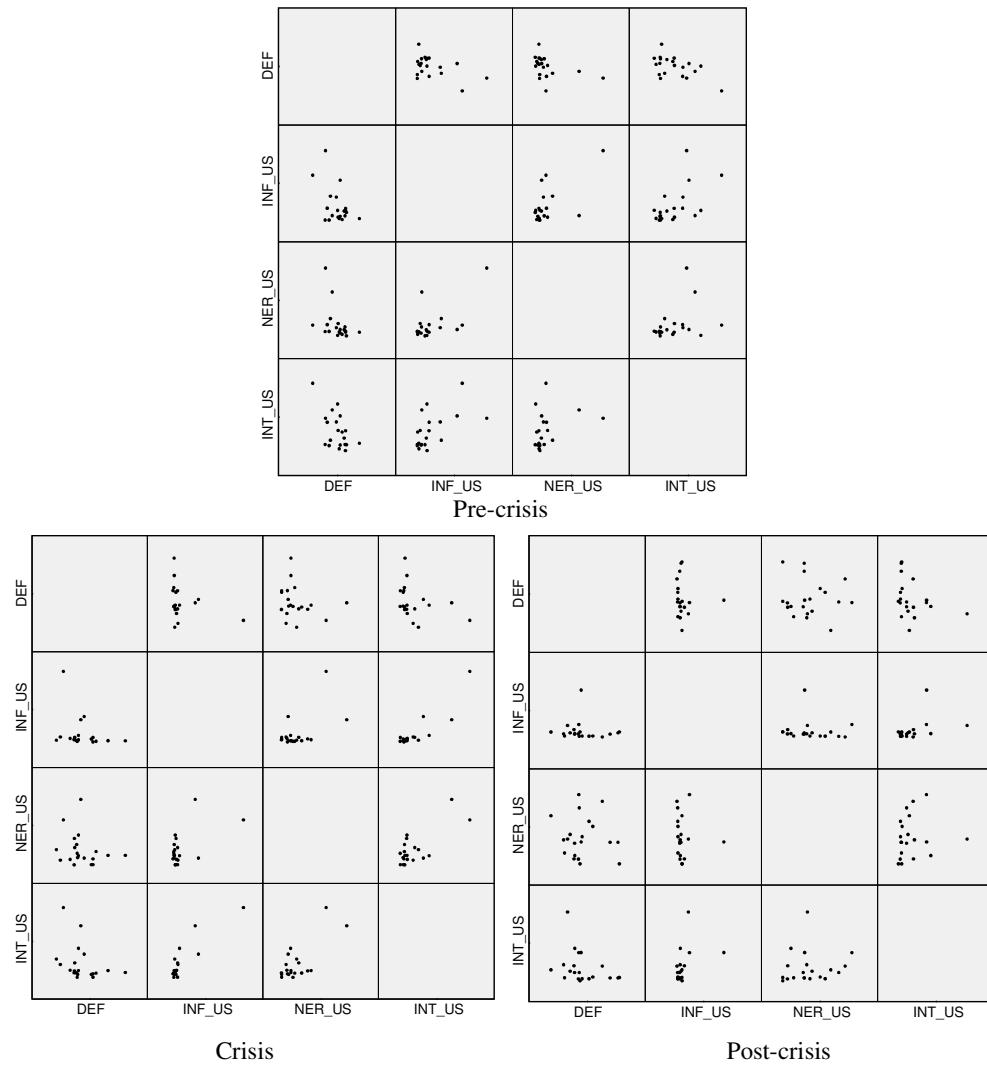 DEF
INF_US
NER_US
INT_US
DEF INF_US NER_US INT_US
Pre-crisis
DEF
INF_US
NER_US
INT_US
DEF INF_US NER_US INT_US
Crisis
DEF
INF_US
NER_US
INT_US
DEF INF_US NER_US INT_US
Post-crisis